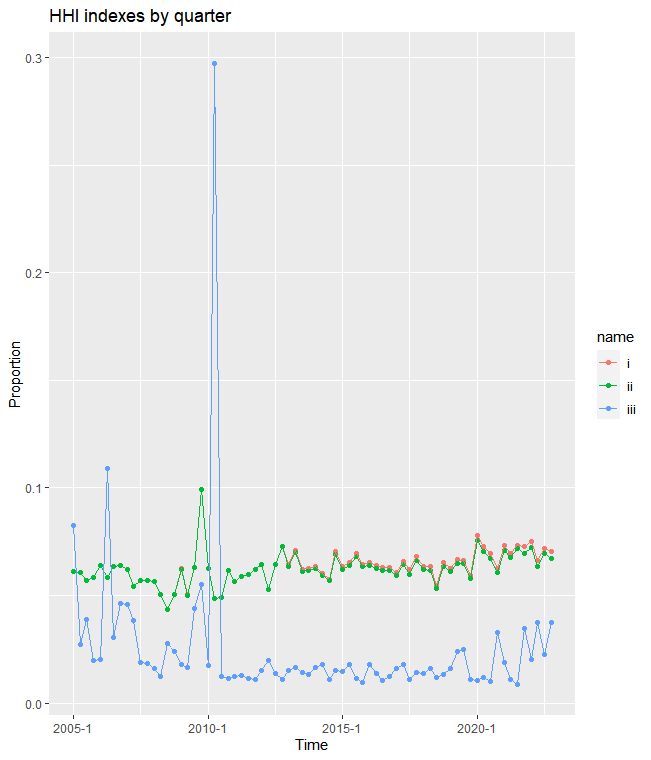 HHI indexes by quarter
Proportion
0.3
0.2
0.1
0.0
2005-1
2010-1
2015-1
2020-1
Time
name
i
ii
iii